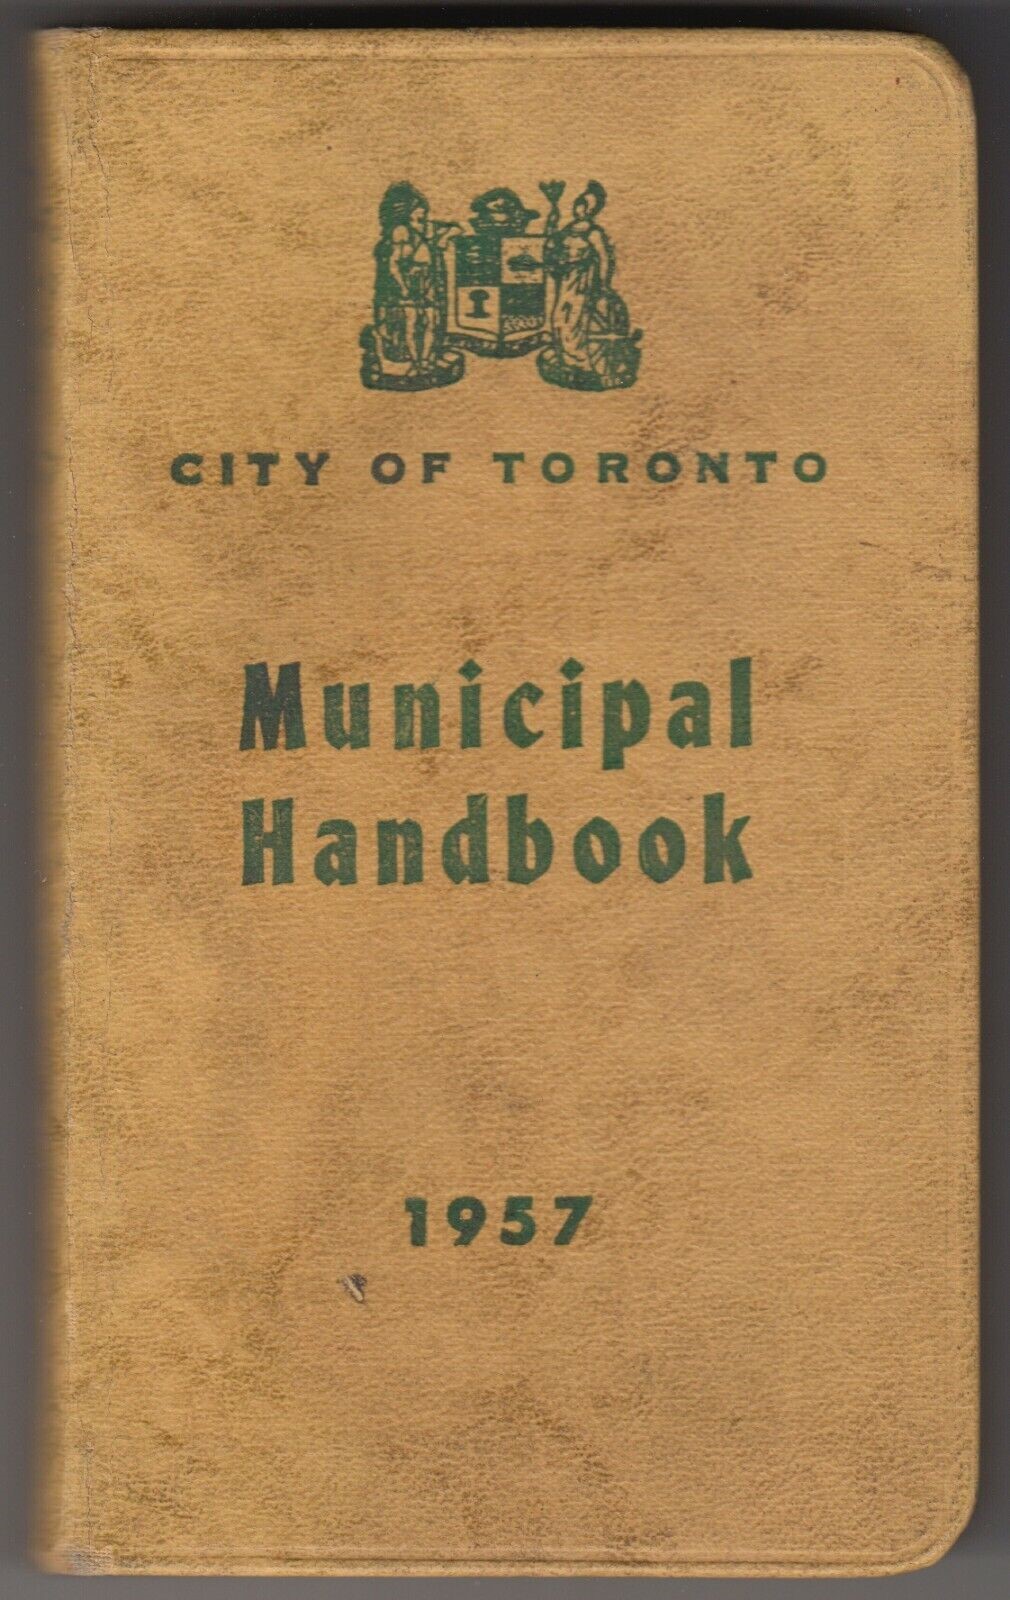 CITY OF TORONTO
Municipal
Handbook
1957